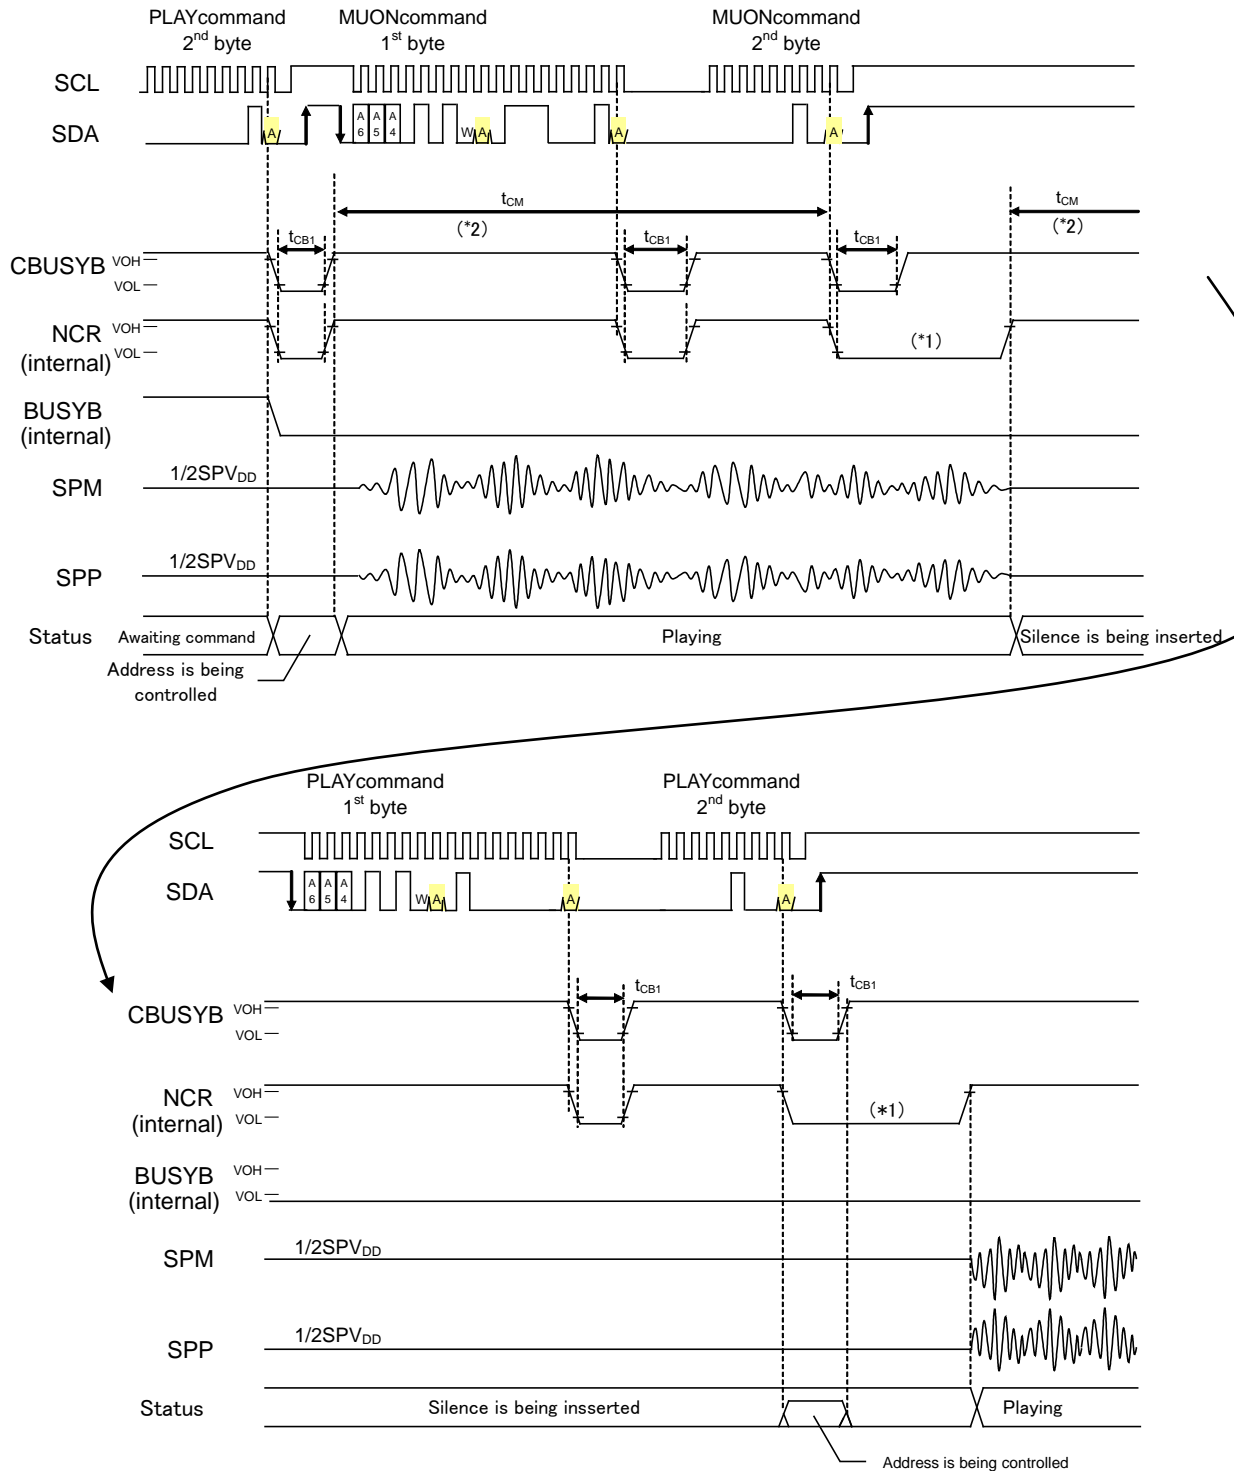 PLAYcommand
2nd byte
MUONcommand
1st byte
MUONcommand
2nd byte
SCL
SDA
A
A
6
A
5
A
4
W
A
A
A
tCM
(*2)
tCM
(*2)
tCB1
tCB1
tCB1
CBUSYB
VOH
VOL
NCR
(internal)
VOH
VOL
(*1)
BUSYB
(internal)
SPM
1/2SPVDD
SPP
1/2SPVDD
Status
Awaiting command
Playing
Silence is being inserted
Address is being
controlled
PLAYcommand
1st byte
PLAYcommand
2nd byte
SCL
SDA
A
6
A
5
A
4
W
A
A
A
tCB1
tCB1
CBUSYB
VOH
VOL
NCR
(internal)
VOH
VOL
(*1)
BUSYB
(internal)
VOH
VOL
SPM
1/2SPVDD
SPP
1/2SPVDD
Status
Silence is being insserted
Playing
Address is being controlled